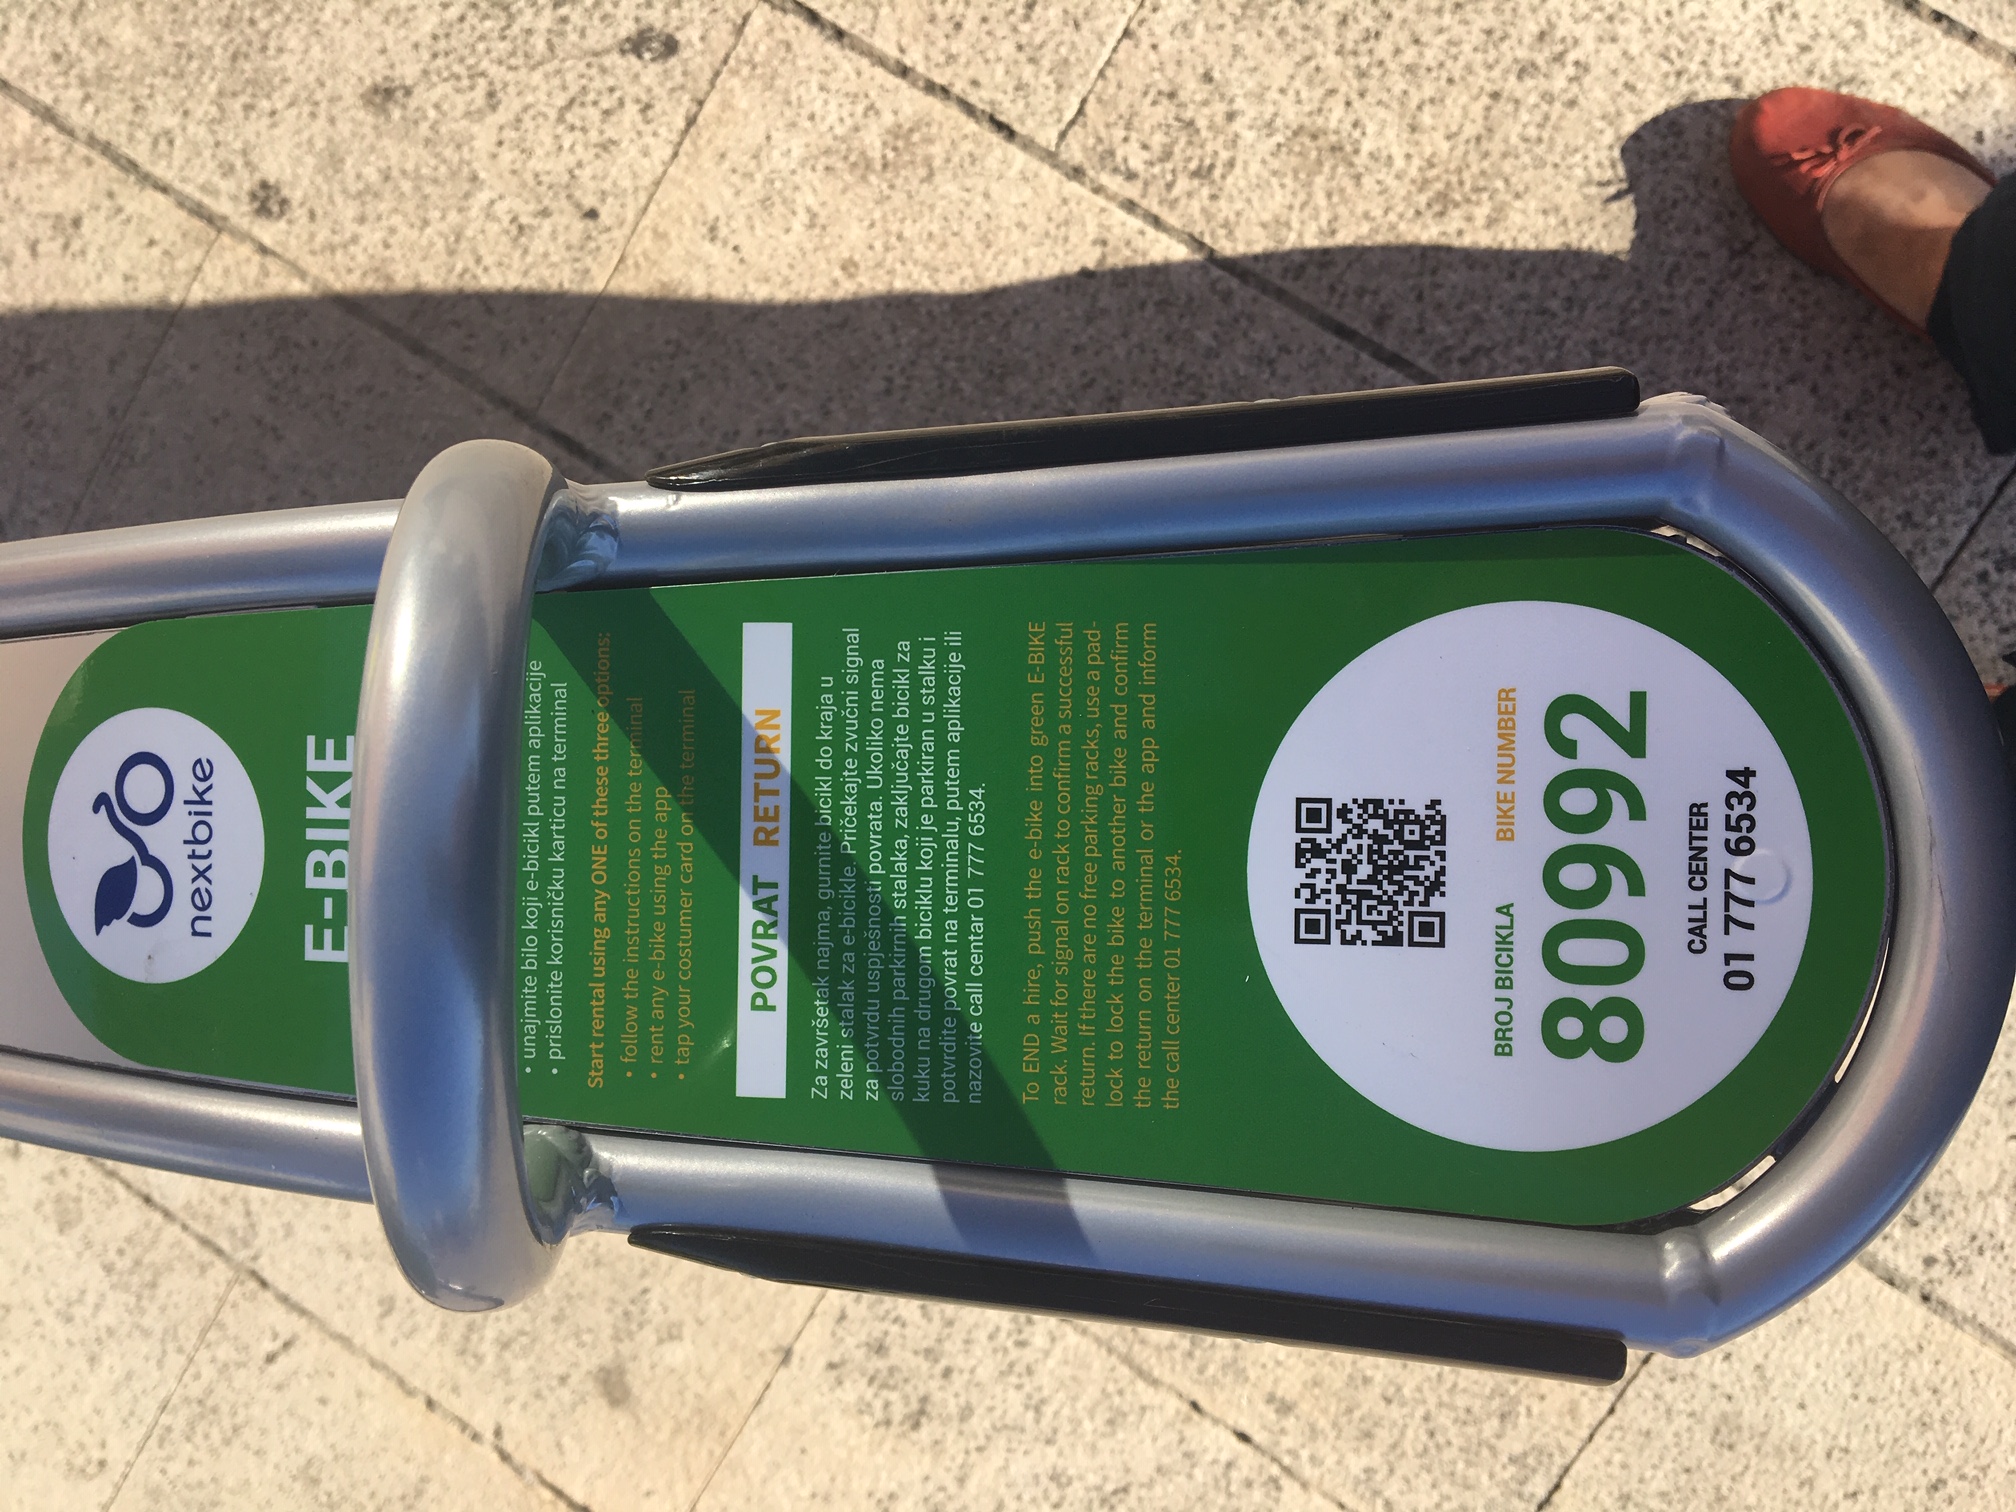 nextbike
E-BIKE
• unajmite bilo koji e-bicikl putem aplikacije
• prislonite korisničku karticu na terminal
Start rental using any ONE of these three options:
• follow the instructions on the terminal
• rent any e-bike using the app
• tap your costumer card on the terminal
POVRAT RETURN
Za završetak najma, gurnite bicikl do kraja u
zeleni stalak za e-bicikle. Pričekajte zvučni signal
za potvrdu uspješnosti povrata. Ukoliko nema
slobodnih parkirnih stalaka, zaključajte bicikl za
kuku na drugom biciklu koji je parkiran u stalku i
potvrdite povrat na terminalu, putem aplikacije ili
nazovite call centar 01 777 6534.
To END a hire, push the e-bike into green E-BIKE
rack. Wait for signal on rack to confirm a successful
return. If there are no free parking racks, use a pad-
lock to lock the bike to another bike and confirm
the return on the terminal or the app and inform
the call center 01 777 6534.
BROJ BICIKLA BIKE NUMBER
80992
CALL CENTER
01 777 6534